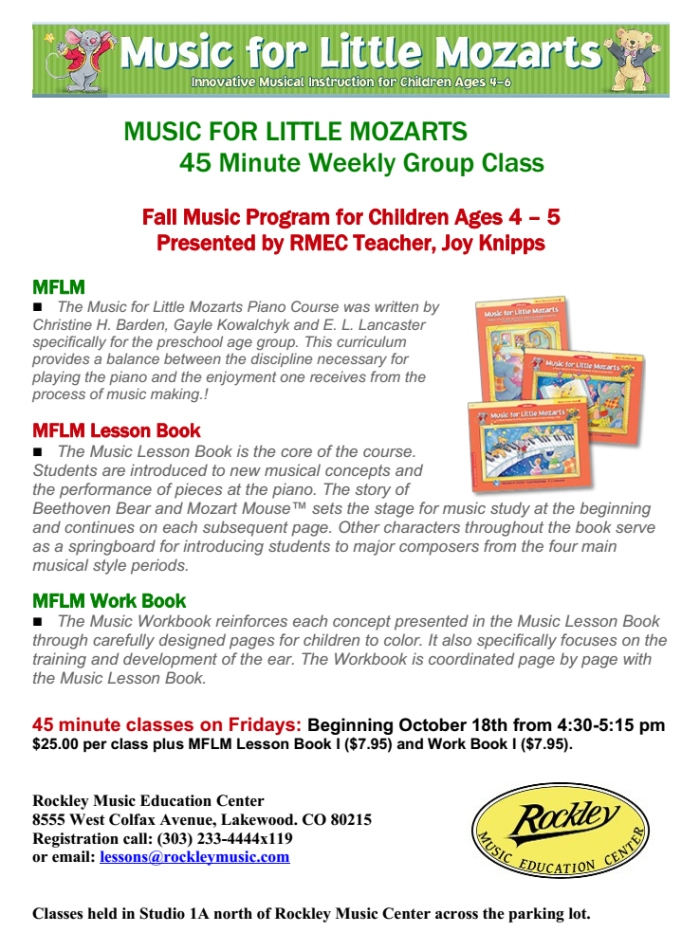 Music for Little Mozarts
Innovative Musical Instruction for Children Ages 4-6
MUSIC FOR LITTLE MOZARTS
45 Minute Weekly Group Class
Fall Music Program for Children Ages 4 – 5
Presented by RMEC Teacher, Joy Knipps
MFLM
■ The Music for Little Mozarts Piano Course was written by
Christine H. Barden, Gayle Kowalchyk and E. L. Lancaster
specifically for the preschool age group. This curriculum
provides a balance between the discipline necessary for
playing the piano and the enjoyment one receives from the
process of music making.!
Music for Little Mozarts
Music for Little Mozarts
Music for Little Mozarts
MFLM Lesson Book
■ The Music Lesson Book is the core of the course.
Students are introduced to new musical concepts and
the performance of pieces at the piano. The story of
Beethoven Bear and Mozart Mouse™ sets the stage for music study at the beginning
and continues on each subsequent page. Other characters throughout the book serve
as a springboard for introducing students to major composers from the four main
musical style periods.
MFLM Work Book
■ The Music Workbook reinforces each concept presented in the Music Lesson Book
through carefully designed pages for children to color. It also specifically focuses on the
training and development of the ear. The Workbook is coordinated page by page with
the Music Lesson Book.
45 minute classes on Fridays: Beginning October 18th from 4:30-5:15 pm
$25.00 per class plus MFLM Lesson Book I ($7.95) and Work Book I ($7.95).
Rockley Music Education Center
8555 West Colfax Avenue, Lakewood. CO 80215
Registration call: (303) 233-4444x119
or email: lessons@rockleymusic.com
Rockley
MUSIC EDUCATION CENTER
Classes held in Studio 1A north of Rockley Music Center across the parking lot.